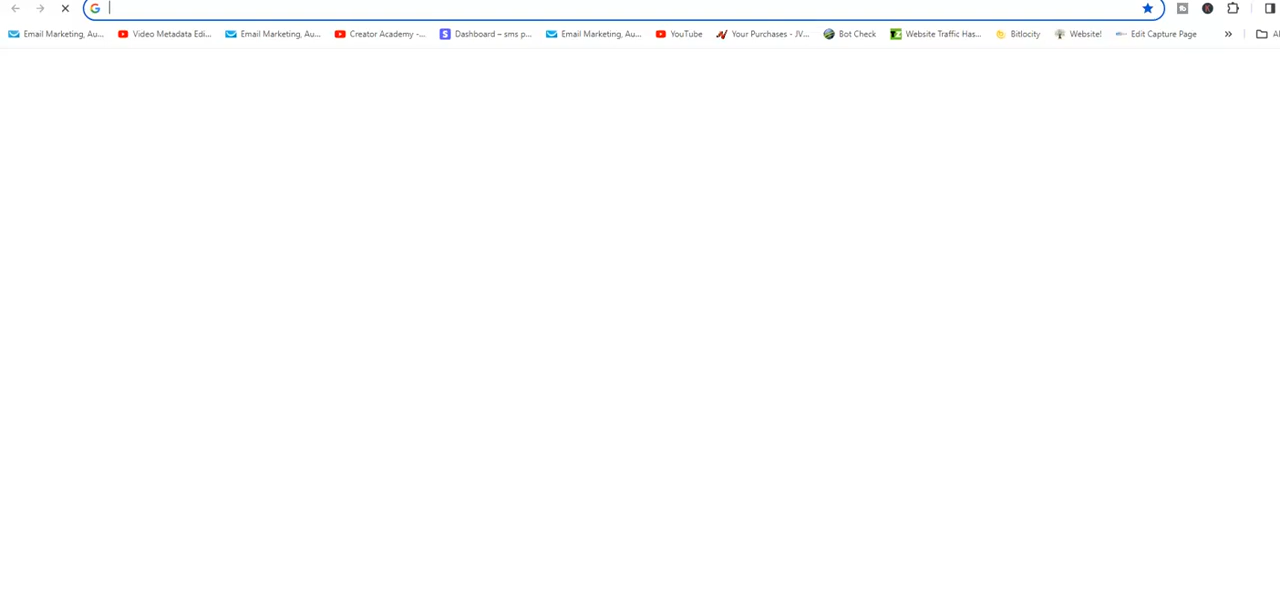 Email Marketing, Au... Video Metadata Edi... Email Marketing, Au... Creator Academy -... Dashboard – sms p... Email Marketing, Au... YouTube Your Purchases - JV... Bot Check Website Traffic Has... Bitlocity Website! Edit Capture Page » Al